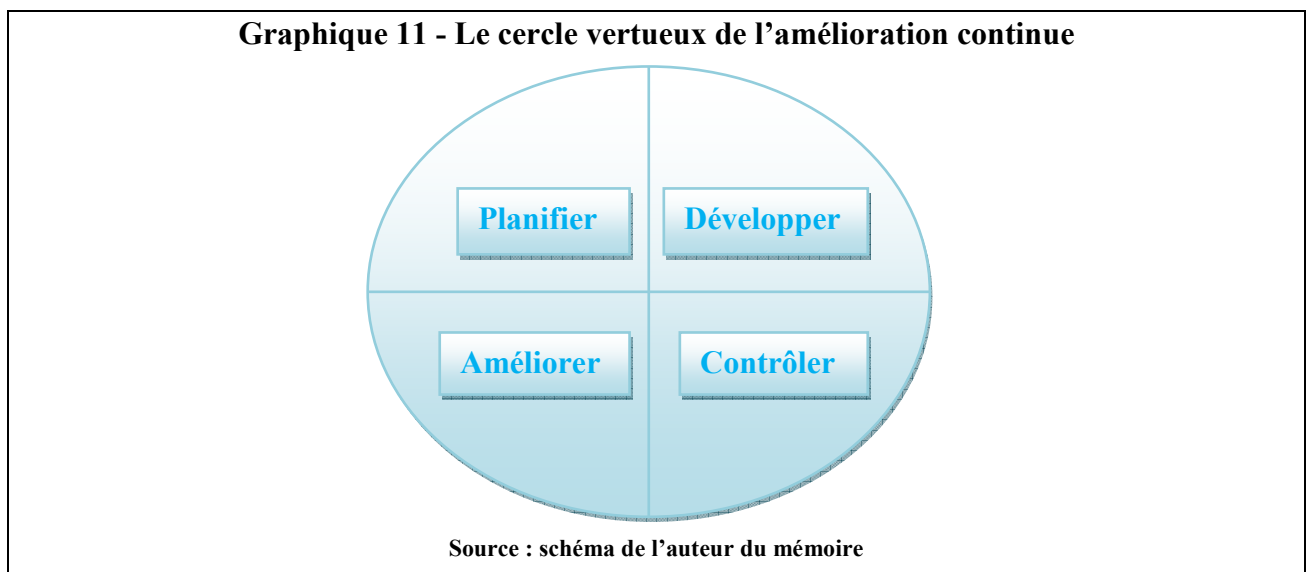 Graphique 11 - Le cercle vertueux de l’amélioration continue
Planifier
Développer
Améliorer
Contrôler
Source : schéma de l’auteur du mémoire